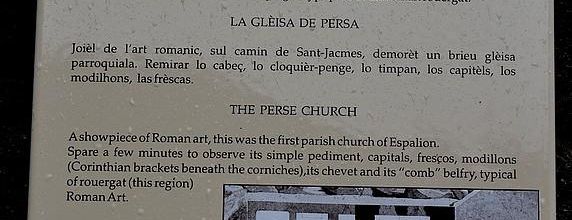 LA GLÈISA DE PERSA
Joièl de l'art romanic, sul camin de Sant-Jacmes, demorèt un brieu glèisa
parroquiala. Remirar lo cabeç, lo cloquièr-penge, lo timpan, los capitèls, los
modilhons, las frèscas.
THE PERSE CHURCH
A showpiece of Roman art, this was the first parish church of Espalion.
Spare a few minutes to observe its simple pediment, capitals, fresços, modillons
(Corinthian brackets beneath the corniches),its chevet and its "comb" belfry, typical
of rouergat (this region)
Roman Art.